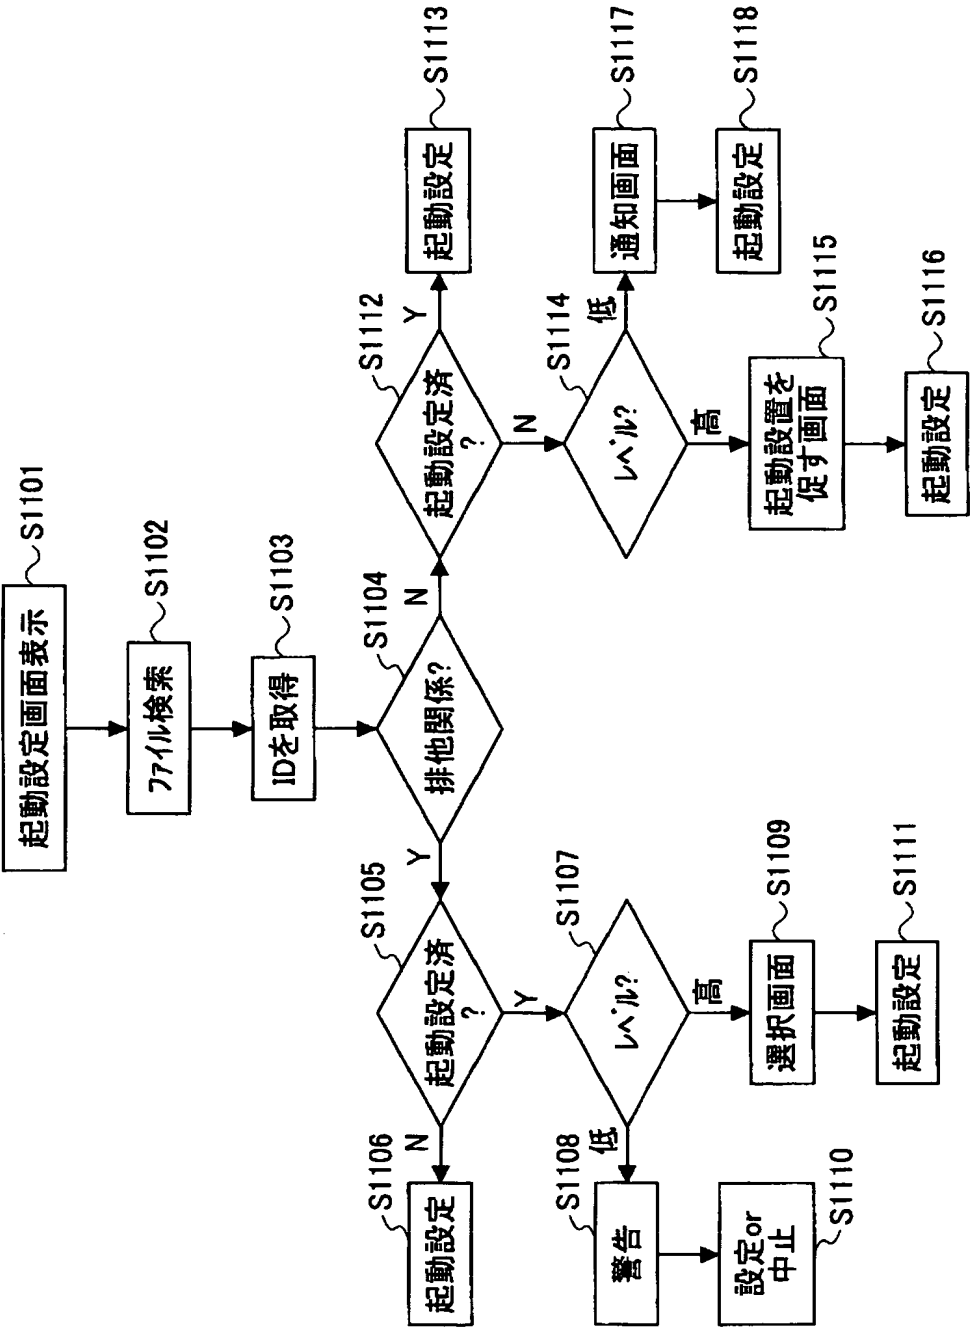 起動設定画面表示
S1101
ファイル検索
S1102
IDを取得
S1103
排他関係?
S1104
Y
N
起動設定済
?
S1105
N
起動設定
S1106
Y
レベル?
S1107
低
警告
S1108
設定or
中止
S1110
高
選択画面
S1109
起動設定
S1111
起動設定済
?
S1112
Y
起動設定
S1113
N
レベル?
S1114
高
起動設置を
促す画面
S1115
起動設定
S1116
低
通知画面
S1117
起動設定
S1118